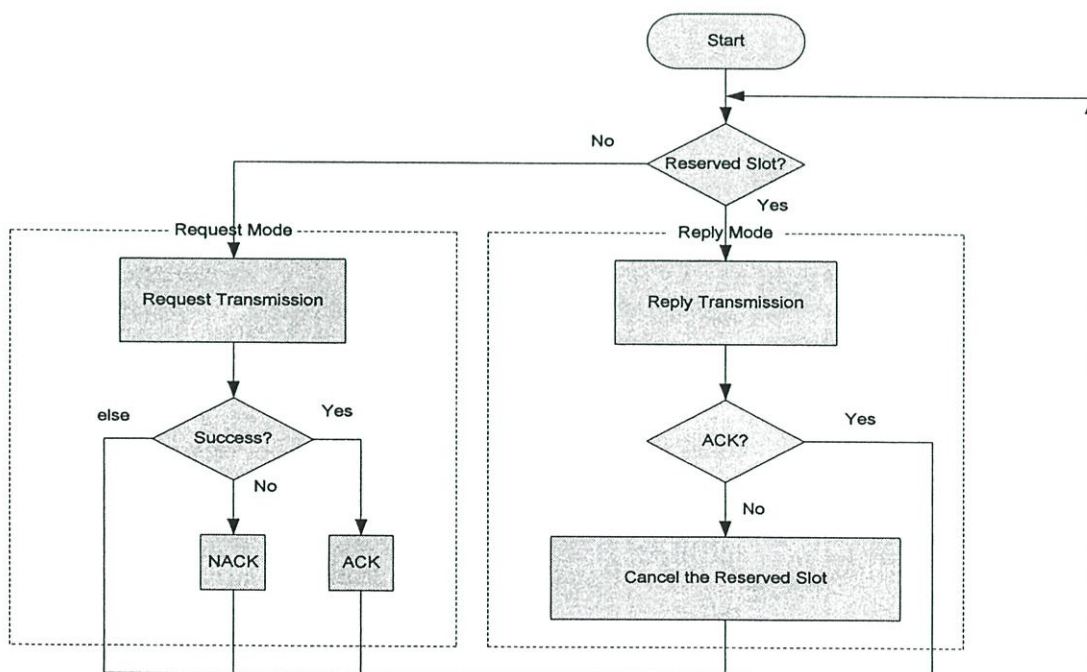 Start
No
Reserved Slot?
Yes
Request Mode
Reply Mode
Request Transmission
Reply Transmission
else
Yes
Success?
No
ACK?
Yes
No
NACK
ACK
Cancel the Reserved Slot